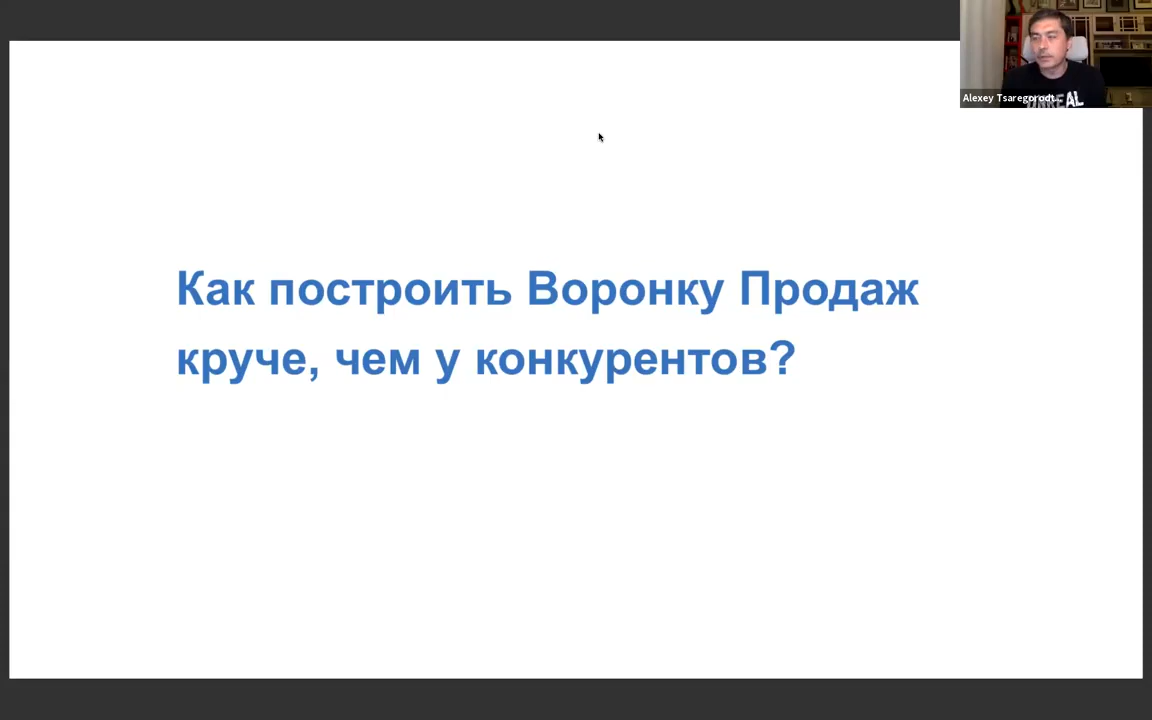 Alexey Tsaregorodt...
Как построить Воронку Продаж
круче, чем у конкурентов?